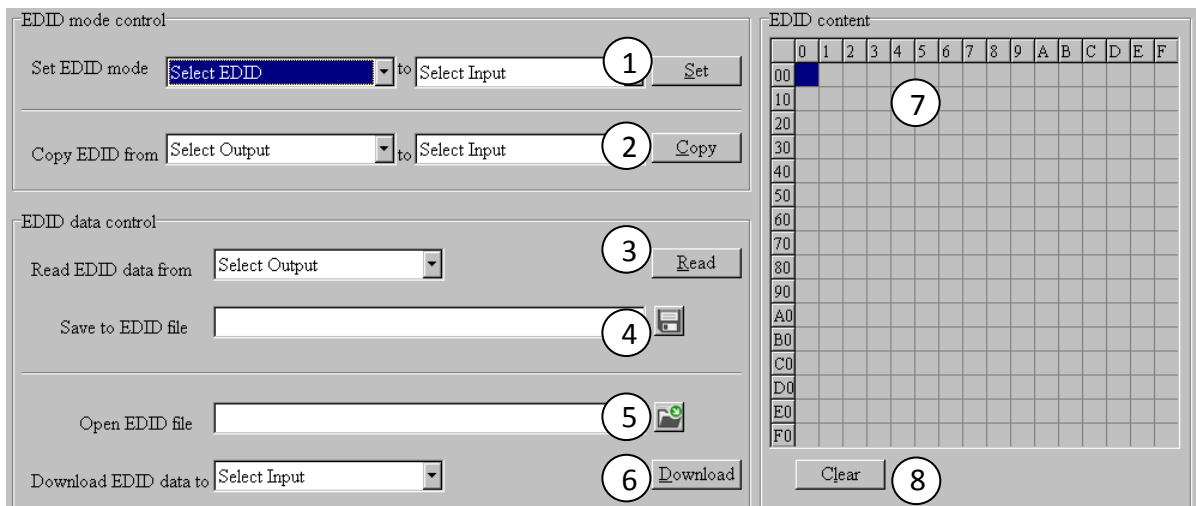 EDID mode control
Set EDID mode Select EDID to Select Input 1 Set
Copy EDID from Select Output to Select Input 2 Copy
EDID data control
Read EDID data from Select Output 3 Read
Save to EDID file 4
Open EDID file 5
Download EDID data to Select Input 6 Download
EDID content
0 1 2 3 4 5 6 7 8 9 A B C D E F
00
10
7
20
30
40
50
60
70
80
90
A0
B0
C0
D0
E0
F0
Clear 8